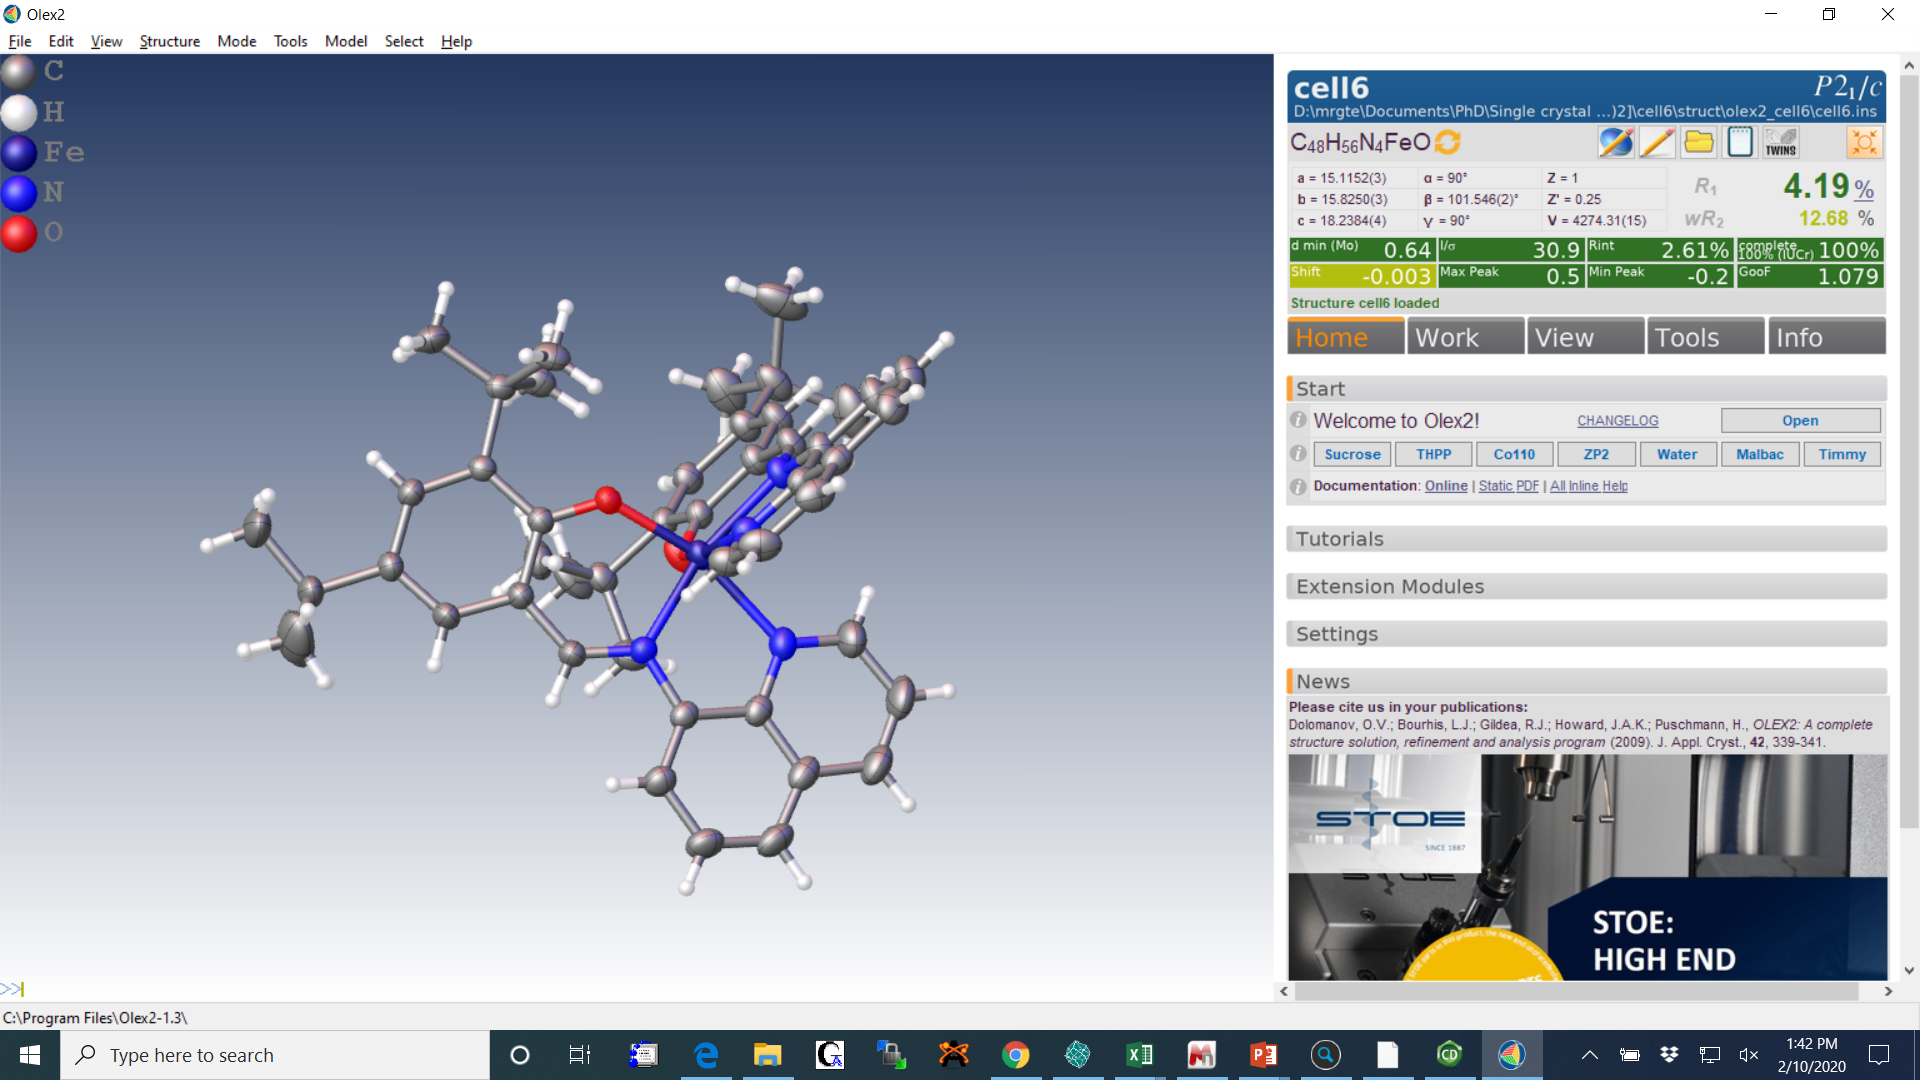 Olex2
File Edit View Structure Mode Tools Model Select Help
C
H
Fe
N
O
cell6 P2₁/c
D:\mrgte\Documents\PhD\Single crystal ...)2]\cell6\struct\olex2_cell6\cell6.ins
C₄₈H₅₆N₄FeO
TWINS
a = 15.1152(3) α = 90° Z = 1
b = 15.8250(3) β = 101.546(2)° Z' = 0.25
c = 18.2384(4) γ = 90° V = 4274.31(15)
R₁ 4.19 %
wR₂ 12.68 %
d min (Mo) 0.64 I/σ 30.9 Rint 2.61% complete 100% (IUCr) 100%
Shift -0.003 Max Peak 0.5 Min Peak -0.2 GooF 1.079
Structure cell6 loaded
Home Work View Tools Info
Start
Welcome to Olex2! CHANGELOG Open
Sucrose THPP Co110 ZP2 Water Malbac Timmy
Documentation: Online | Static PDF | All Inline Help
Tutorials
Extension Modules
Settings
News
Please cite us in your publications:
Dolomanov, O.V.; Bourhis, L.J.; Gildea, R.J.; Howard, J.A.K.; Puschmann, H., OLEX2: A complete
structure solution, refinement and analysis program (2009). J. Appl. Cryst., 42, 339-341.
STOE
SINCE 1887
STOE:
HIGH END
>>
C:\Program Files\Olex2-1.3\
Type here to search
1:42 PM
2/10/2020